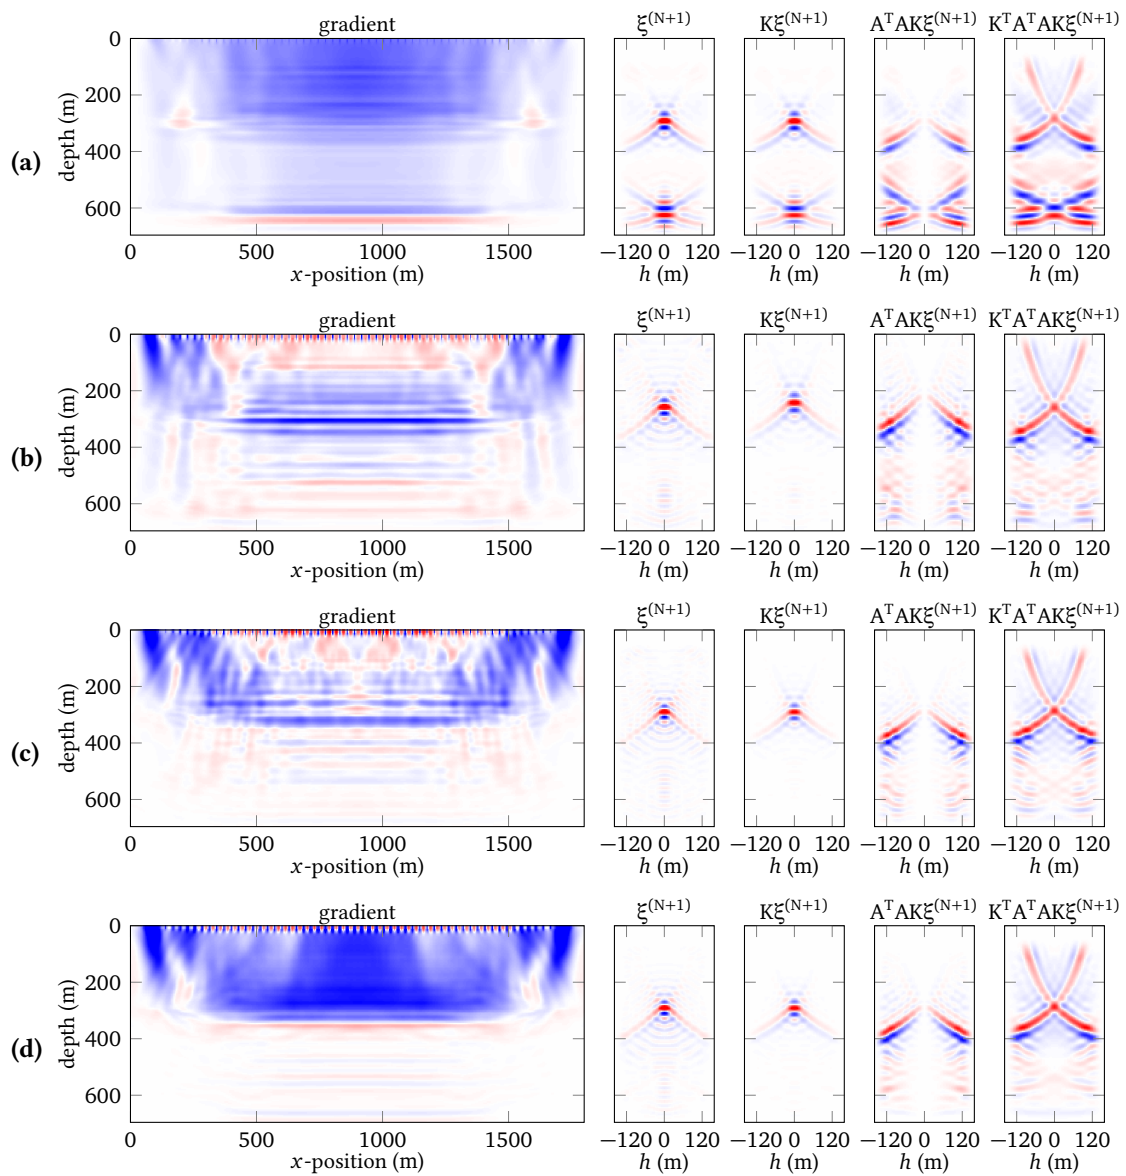 gradient ξ(N+1) Kξ(N+1) AᵀAKξ(N+1) KᵀAᵀAKξ(N+1)
0
200
(a) depth (m)
400
600
0 500 1000 1500 −120 0 120 −120 0 120 −120 0 120 −120 0 120
x-position (m) h (m) h (m) h (m) h (m)
gradient ξ(N+1) Kξ(N+1) AᵀAKξ(N+1) KᵀAᵀAKξ(N+1)
0
200
(b) depth (m)
400
600
0 500 1000 1500 −120 0 120 −120 0 120 −120 0 120 −120 0 120
x-position (m) h (m) h (m) h (m) h (m)
gradient ξ(N+1) Kξ(N+1) AᵀAKξ(N+1) KᵀAᵀAKξ(N+1)
0
200
(c) depth (m)
400
600
0 500 1000 1500 −120 0 120 −120 0 120 −120 0 120 −120 0 120
x-position (m) h (m) h (m) h (m) h (m)
gradient ξ(N+1) Kξ(N+1) AᵀAKξ(N+1) KᵀAᵀAKξ(N+1)
0
200
(d) depth (m)
400
600
0 500 1000 1500 −120 0 120 −120 0 120 −120 0 120 −120 0 120
x-position (m) h (m) h (m) h (m) h (m)